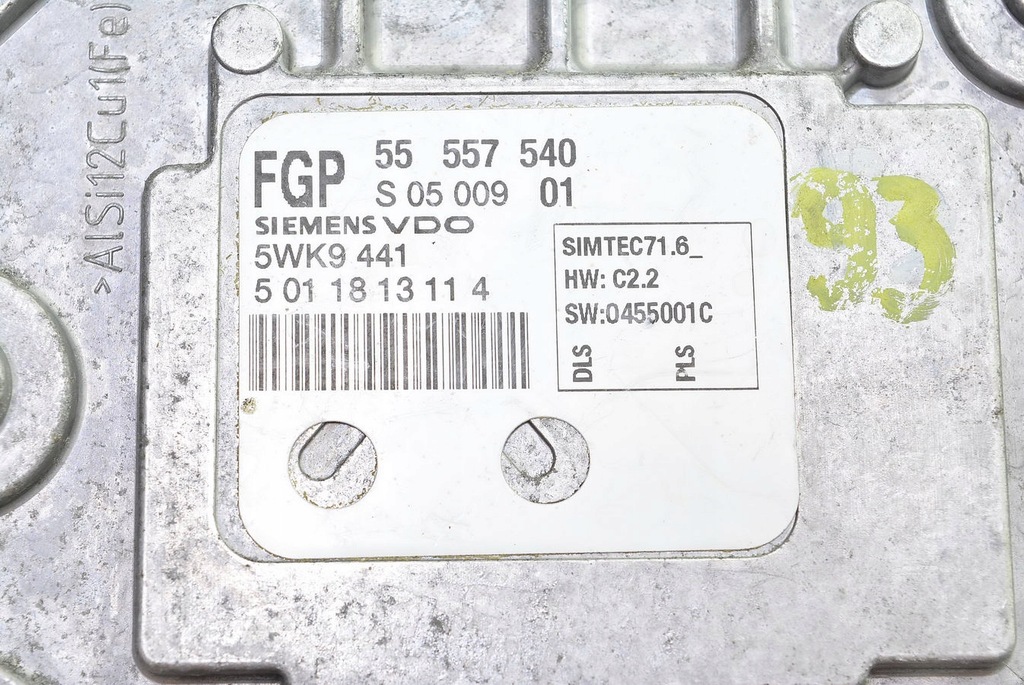 >AlSi12Cu1(Fe)
FGP 55 557 540
S 05 009 01
SIEMENS VDO
5WK9 441
5 01 18 13 11 4
SIMTEC71.6_
HW: C2.2
SW:0455001C
DLS PLS
93